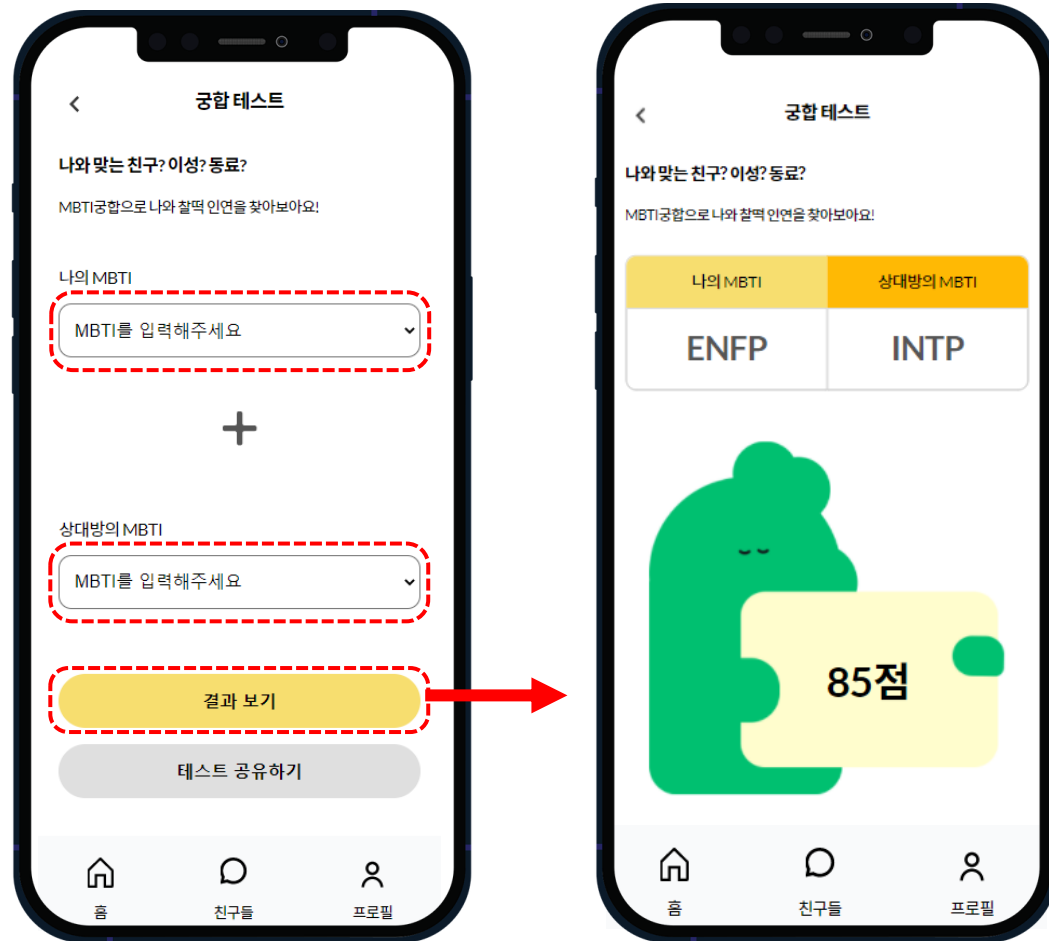 궁합 테스트
나와 맞는 친구? 이성? 동료?
MBTI궁합으로 나와 찰떡 인연을 찾아보아요!
나의 MBTI
MBTI를 입력해주세요
상대방의 MBTI
MBTI를 입력해주세요
결과 보기
테스트 공유하기
홈 친구들 프로필
궁합 테스트
나와 맞는 친구? 이성? 동료?
MBTI궁합으로 나와 찰떡 인연을 찾아보아요!
나의 MBTI 상대방의 MBTI
ENFP INTP
85점
홈 친구들 프로필